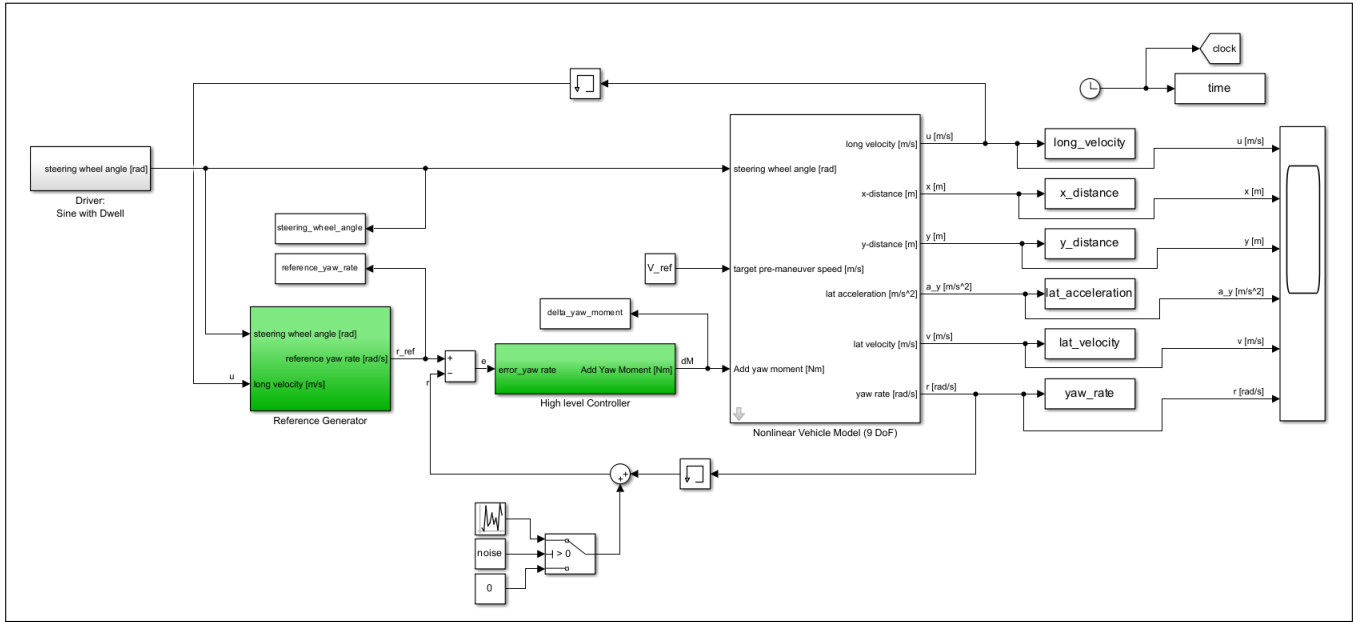 clock
time
long velocity [m/s]
u [m/s]
long_velocity
u [m/s]
steering wheel angle [rad]
Driver:
Sine with Dwell
steering wheel angle [rad]
x-distance [m]
x [m]
x_distance
x [m]
steering_wheel_angle
y-distance [m]
y [m]
y_distance
y [m]
reference_yaw_rate
V_ref
target pre-maneuver speed [m/s]
lat acceleration [m/s^2]
a_y [m/s^2]
lat_acceleration
a_y [m/s^2]
delta_yaw_moment
steering wheel angle [rad]
reference yaw rate [rad/s]
r_ref
+
−
e
error_yaw rate
Add Yaw Moment [Nm]
dM
Add yaw moment [Nm]
lat velocity [m/s]
v [m/s]
lat_velocity
v [m/s]
u
long velocity [m/s]
r
yaw rate [rad/s]
r [rad/s]
yaw_rate
r [rad/s]
Reference Generator
High level Controller
Nonlinear Vehicle Model (9 DoF)
+
+
noise
> 0
0